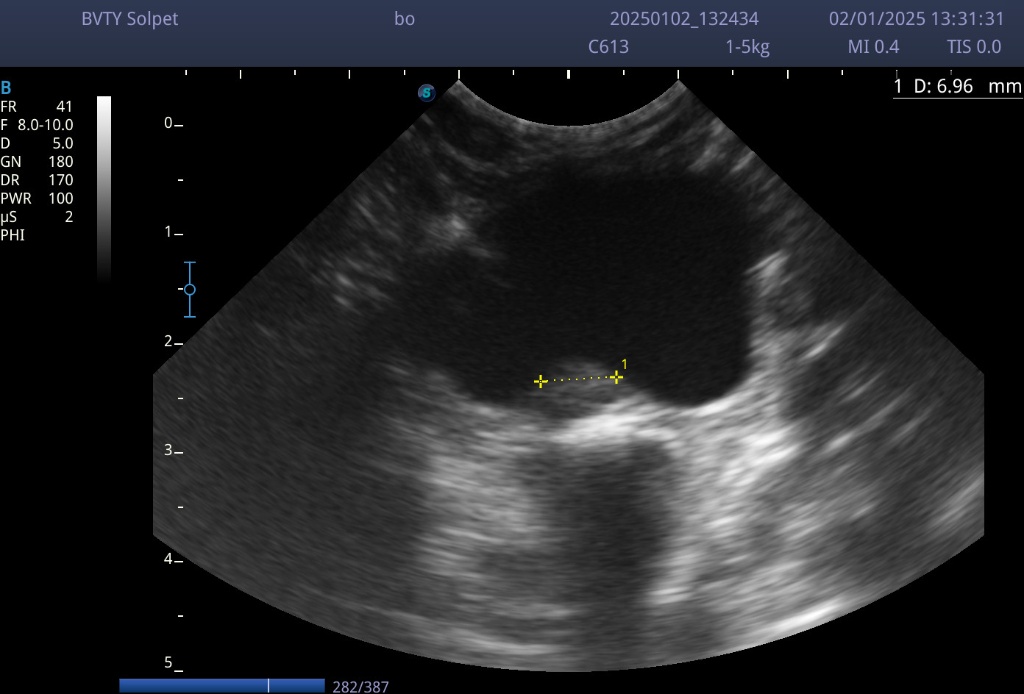 BVTY Solpet bo 20250102_132434 02/01/2025 13:31:31
C613 1-5kg MI 0.4 TIS 0.0
B
1 D: 6.96 mm
FR 41
F 8.0-10.0
D 5.0
GN 180
DR 170
PWR 100
µS 2
PHI
S
0
1
2
1
3
4
5
282/387